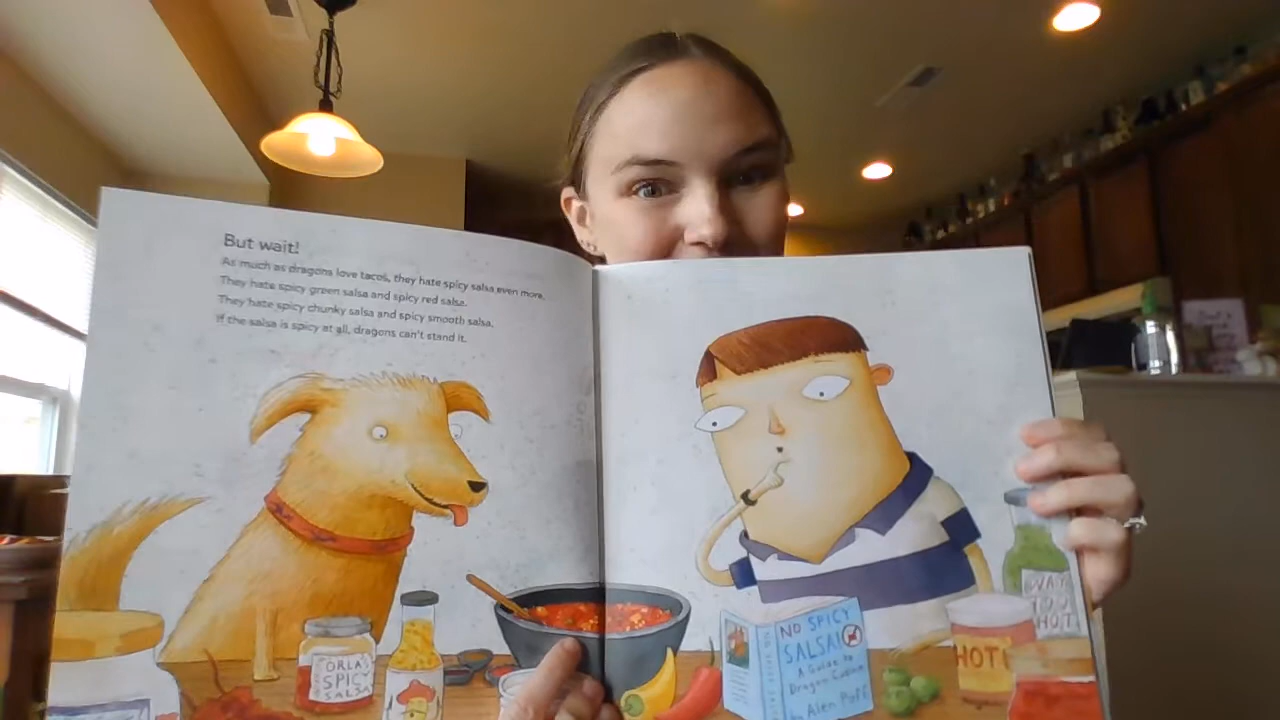 But wait!
As much as dragons love tacos, they hate spicy salsa even more.
They hate spicy green salsa and spicy red salsa.
They hate spicy chunky salsa and spicy smooth salsa.
If the salsa is spicy at all, dragons can't stand it.
ORLA'S
SPICY
SALSA
NO SPICY
SALSA!
A Guide to
Dragon Cuisine
by Alen Puff
HOT
WAY
TOO
HOT